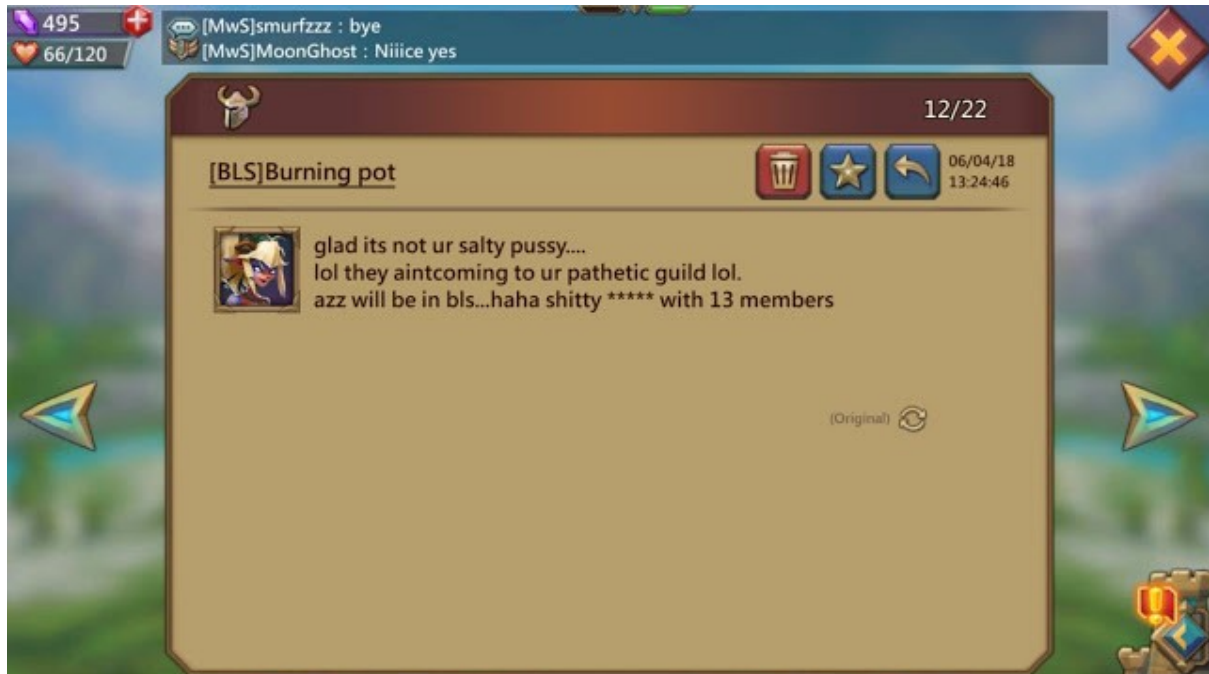 495
66/120
[MwS]smurfzzz : bye
[MwS]MoonGhost : Niiice yes
12/22
[BLS]Burning pot
06/04/18
13:24:46
glad its not ur salty pussy....
lol they aintcoming to ur pathetic guild lol.
azz will be in bls...haha shitty ***** with 13 members
(Original)